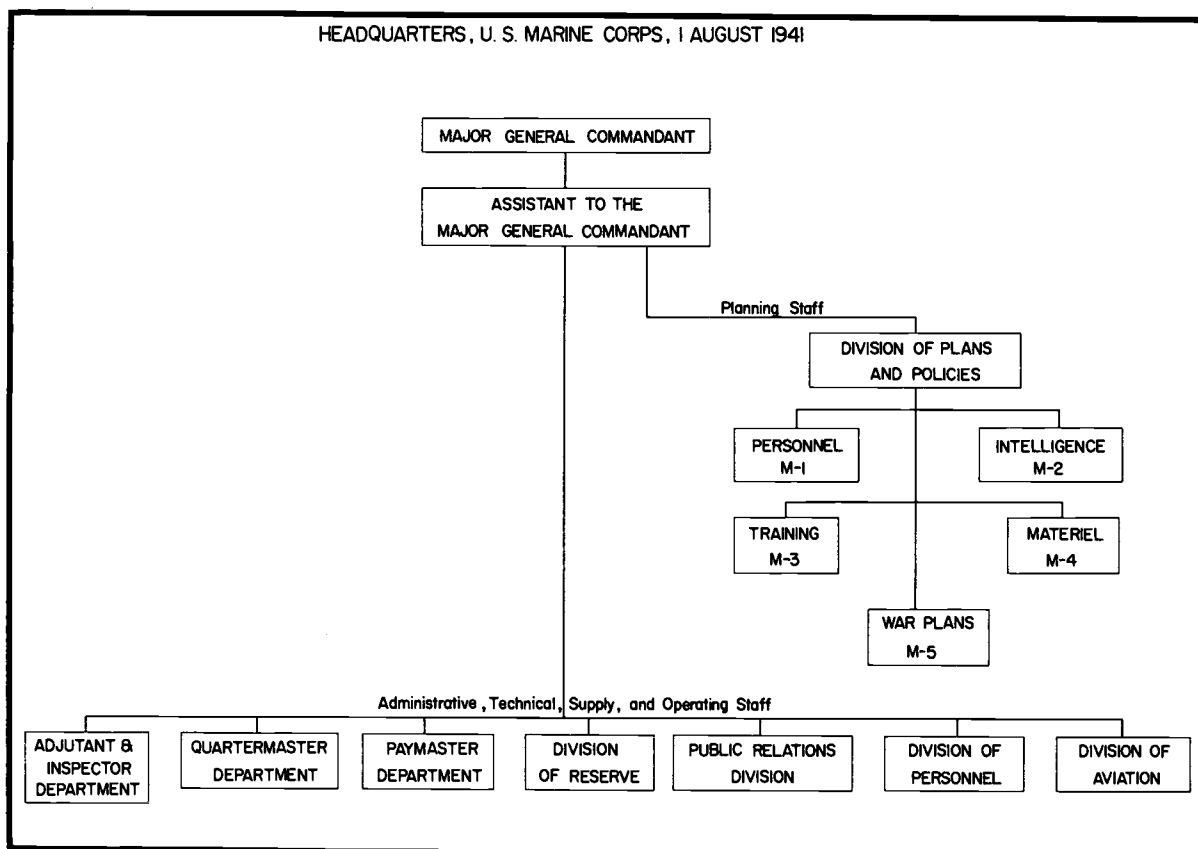 HEADQUARTERS, U. S. MARINE CORPS, 1 AUGUST 1941
MAJOR GENERAL COMMANDANT
ASSISTANT TO THE
MAJOR GENERAL COMMANDANT
Planning Staff
DIVISION OF PLANS
AND POLICIES
PERSONNEL
M-1
INTELLIGENCE
M-2
TRAINING
M-3
MATERIEL
M-4
WAR PLANS
M-5
Administrative, Technical, Supply, and Operating Staff
ADJUTANT &
INSPECTOR
DEPARTMENT
QUARTERMASTER
DEPARTMENT
PAYMASTER
DEPARTMENT
DIVISION
OF RESERVE
PUBLIC RELATIONS
DIVISION
DIVISION OF
PERSONNEL
DIVISION OF
AVIATION